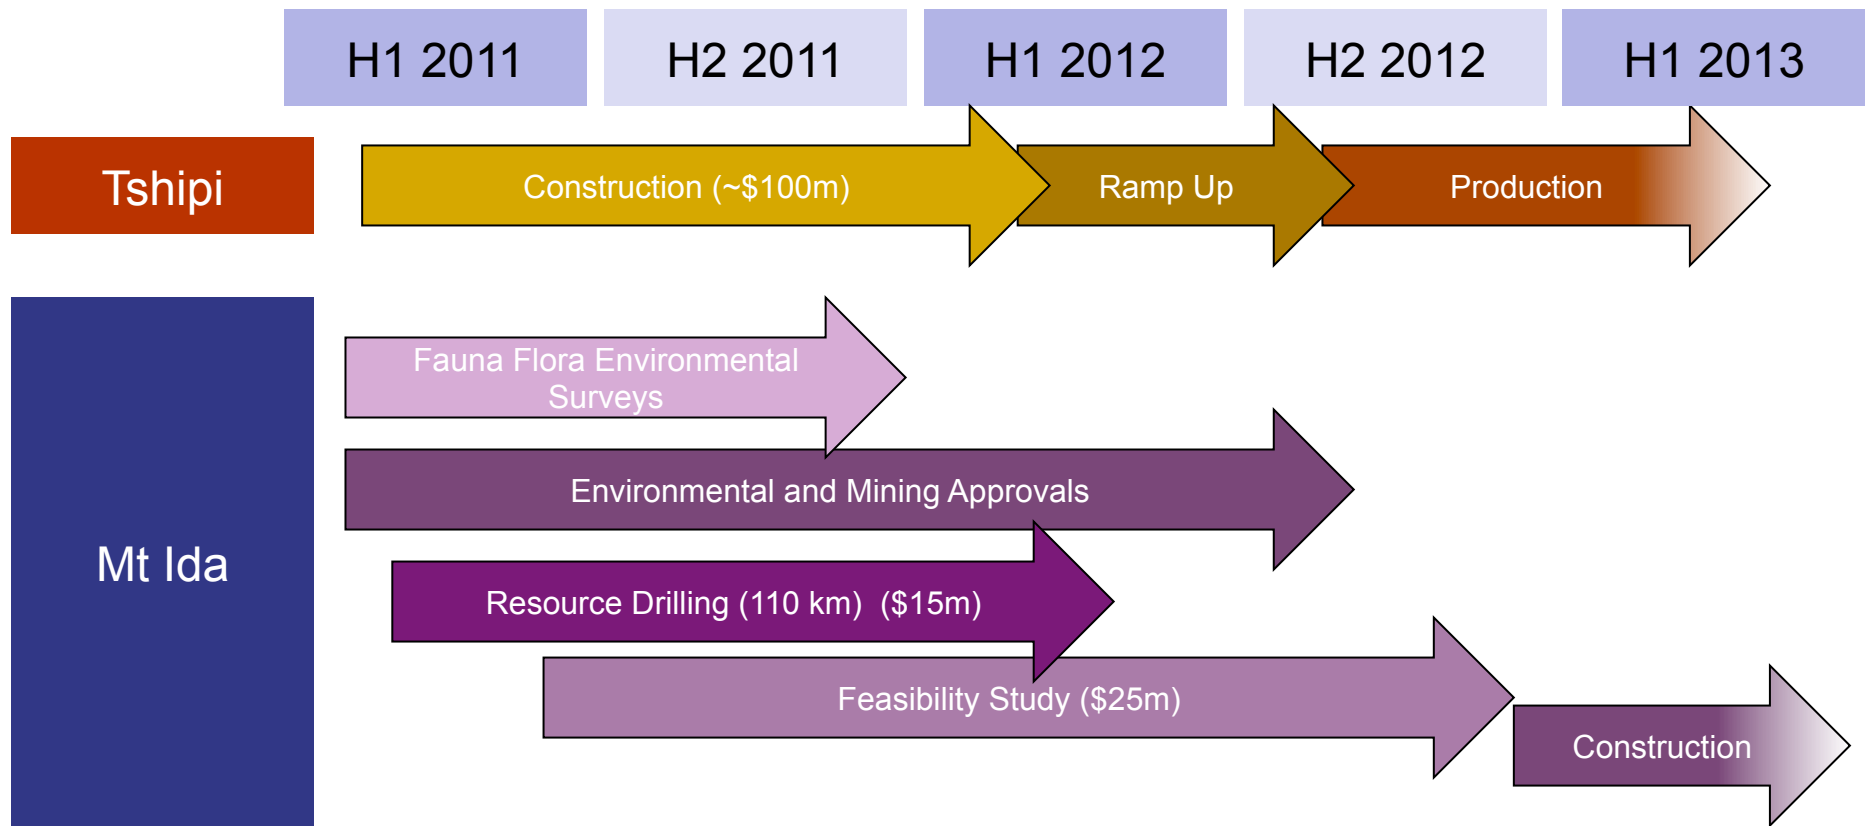 H1 2011
H2 2011
H1 2012
H2 2012
H1 2013
Tshipi
Construction (~$100m)
Ramp Up
Production
Mt Ida
Fauna Flora Environmental
Surveys
Environmental and Mining Approvals
Resource Drilling (110 km)  ($15m)
Feasibility Study ($25m)
Construction